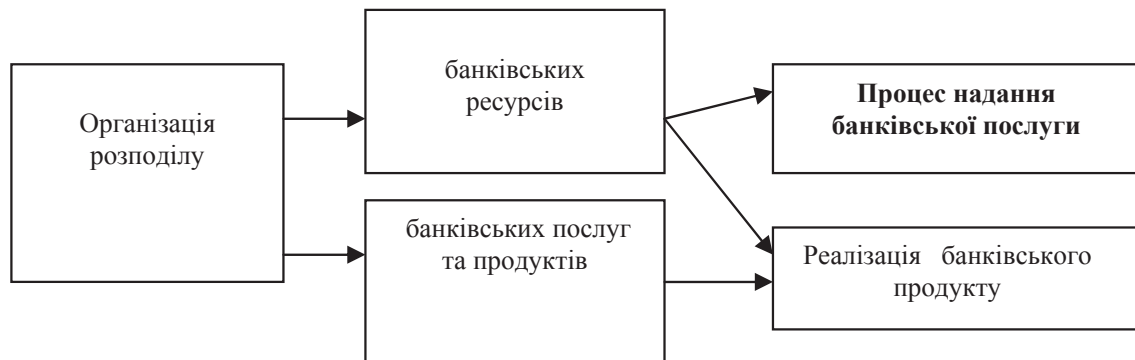 Організація
розподілу
банківських
ресурсів
банківських послуг
та продуктів
Процес надання
банківської послуги
Реалізація банківського
продукту